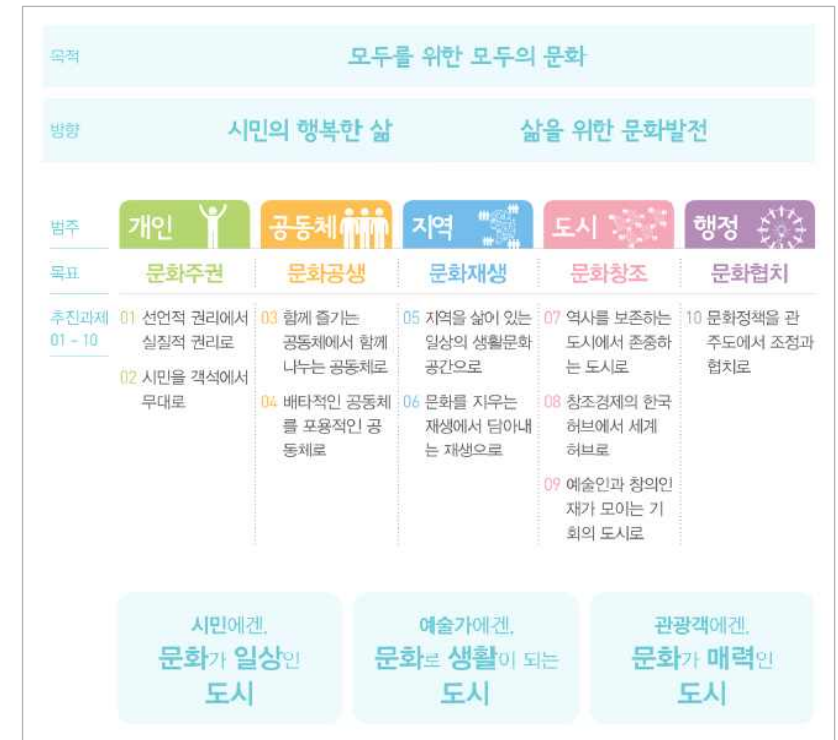 목적
모두를 위한 모두의 문화
방향
시민의 행복한 삶
삶을 위한 문화발전
범주
개인
공동체
지역
도시
행정
목표
문화주권
문화공생
문화재생
문화창조
문화협치
추진과제
01 - 10
01 선언적 권리에서
실질적 권리로
02 시민을 객석에서
무대로
03 함께 즐기는
공동체에서 함께
나누는 공동체로
04 배타적인 공동체
를 포용적인 공
동체로
05 지역을 삶이 있는
일상의 생활문화
공간으로
06 문화를 지우는
재생에서 담아내
는 재생으로
07 역사를 보존하는
도시에서 존중하
는 도시로
08 창조경제의 한국
허브에서 세계
허브로
09 예술인과 창의인
재가 모이는 기
회의 도시로
10 문화정책을 관
주도에서 조정과
협치로
시민에겐,
문화가 일상인
도시
예술가에겐,
문화로 생활이 되는
도시
관광객에겐,
문화가 매력인
도시